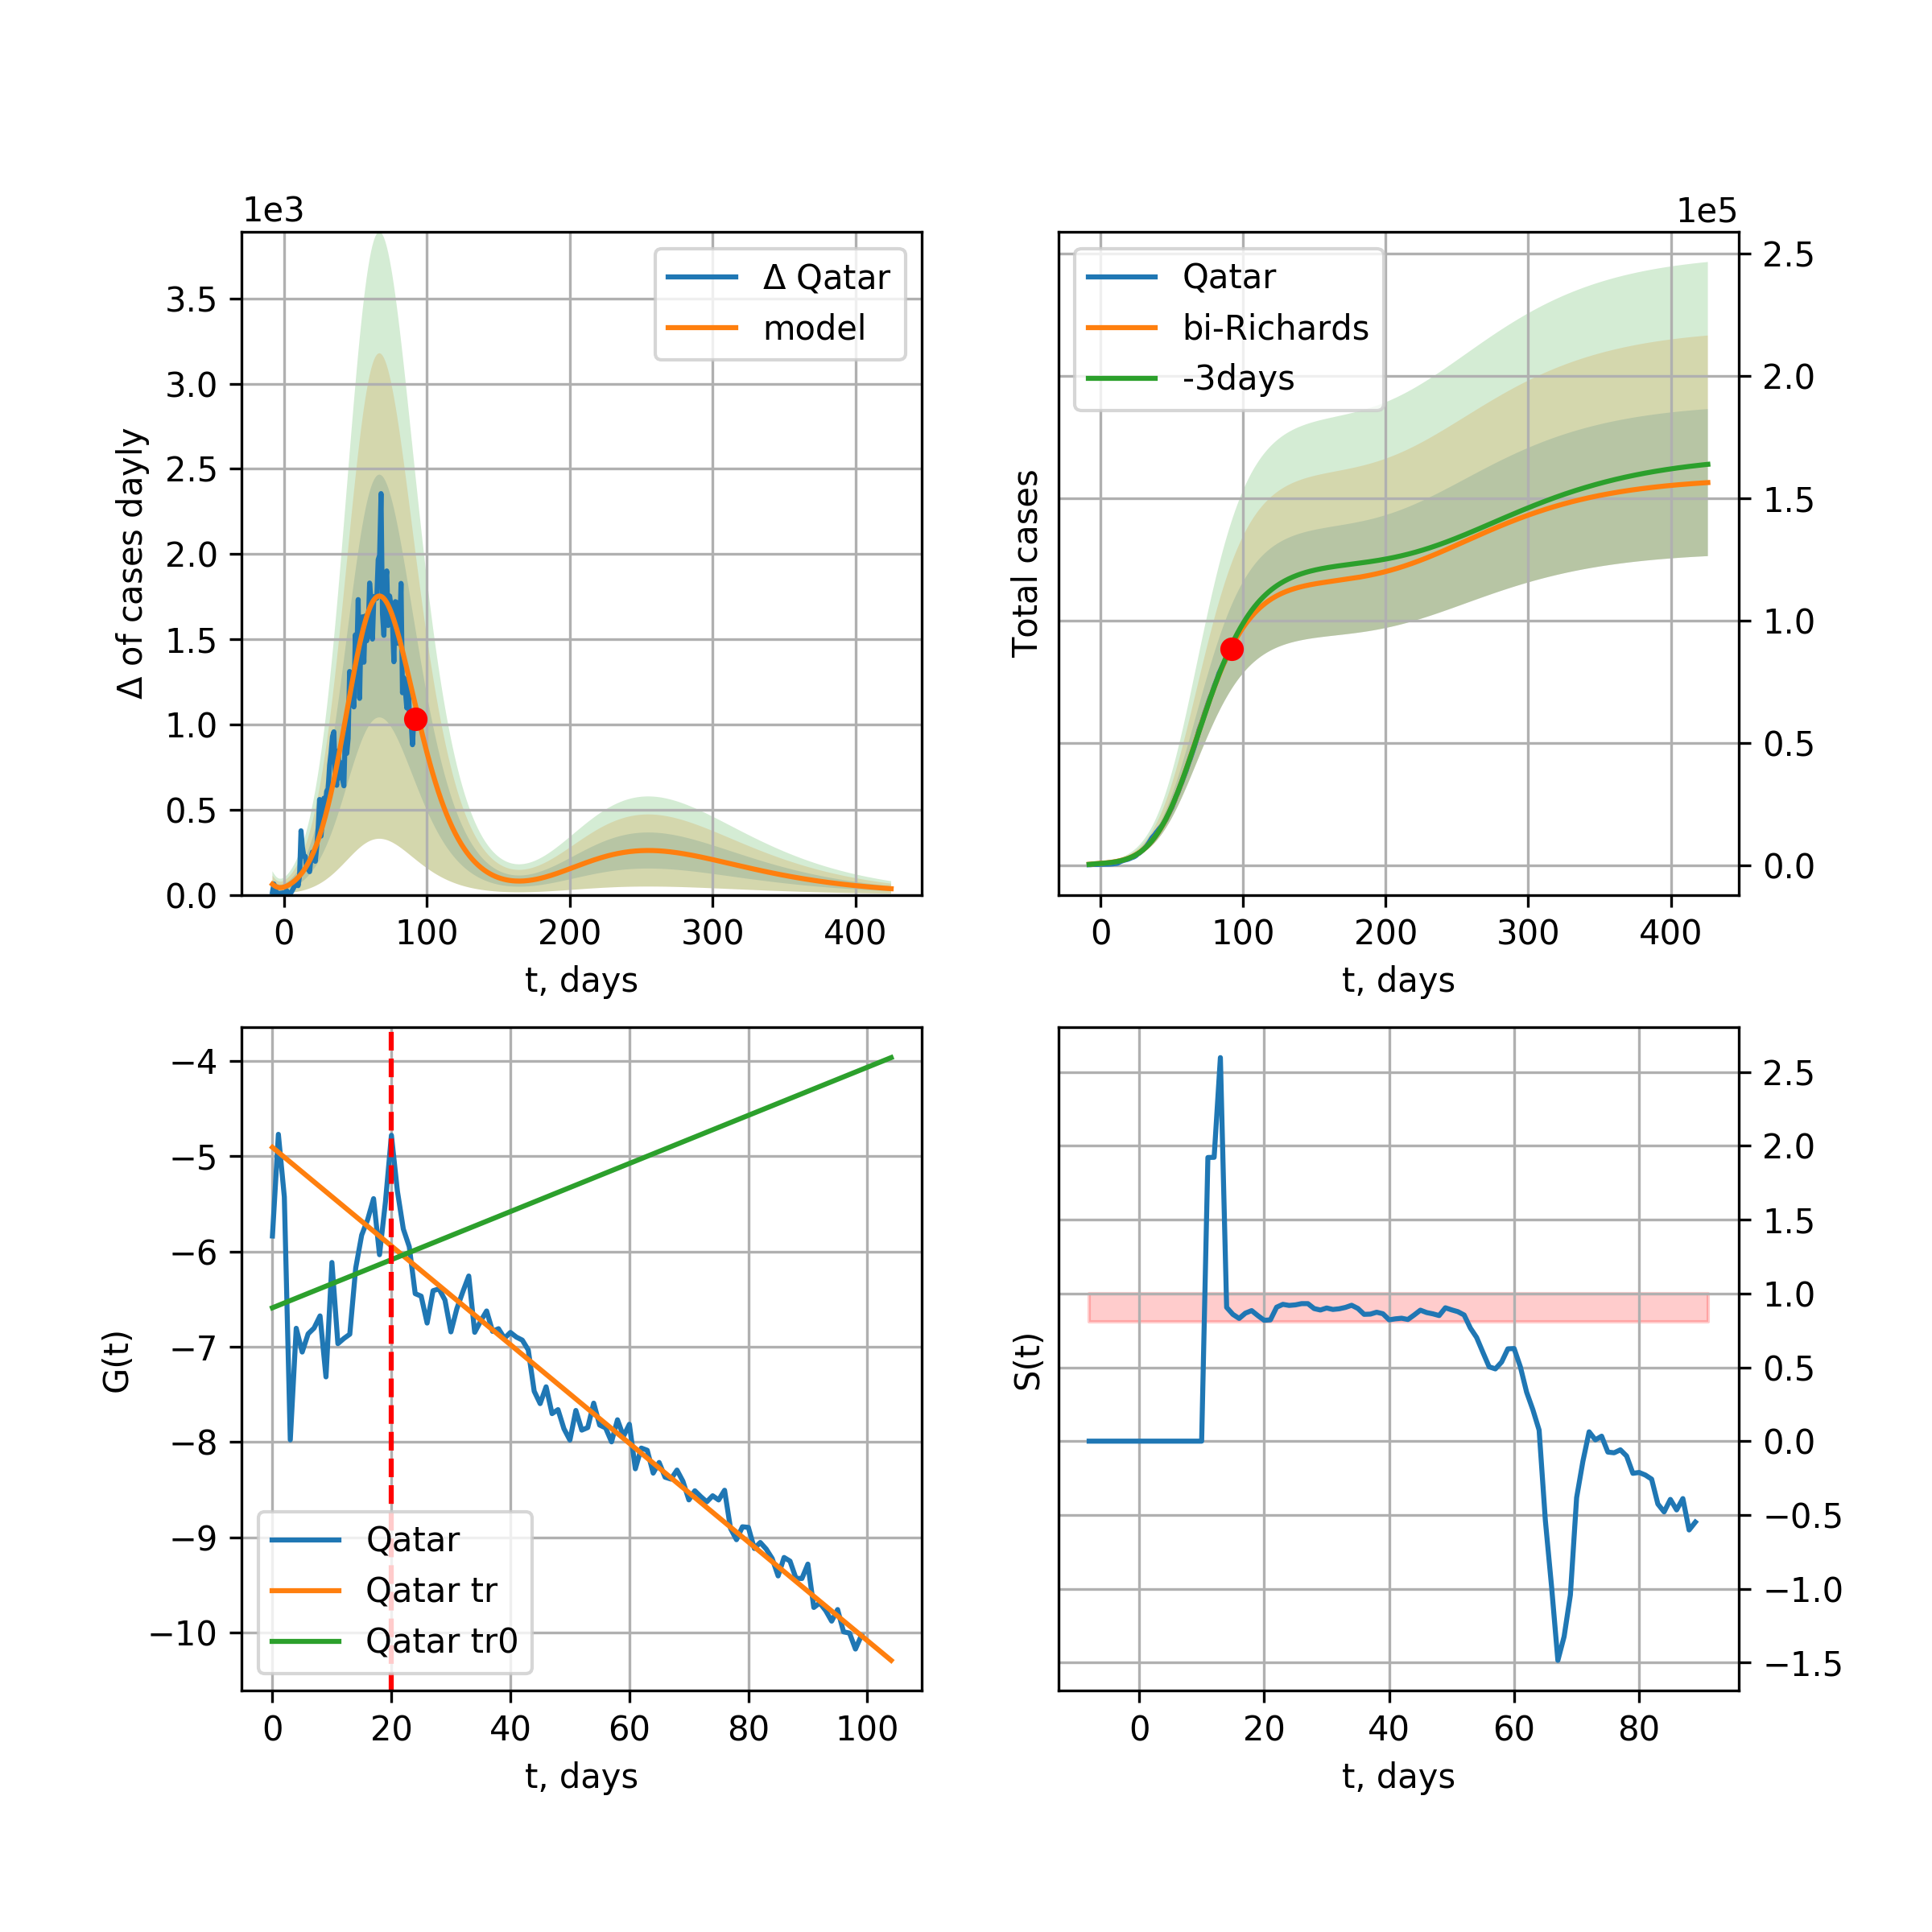 1e3
Δ of cases dayly
3.5
3.0
2.5
2.0
1.5
1.0
0.5
0.0
0 100 200 300 400
t, days
Δ Qatar
model
1e5
Total cases
2.5
2.0
1.5
1.0
0.5
0.0
0 100 200 300 400
t, days
Qatar
bi-Richards
-3days
G(t)
−4
−5
−6
−7
−8
−9
−10
0 20 40 60 80 100
t, days
Qatar
Qatar tr
Qatar tr0
S(t)
2.5
2.0
1.5
1.0
0.5
0.0
−0.5
−1.0
−1.5
0 20 40 60 80
t, days